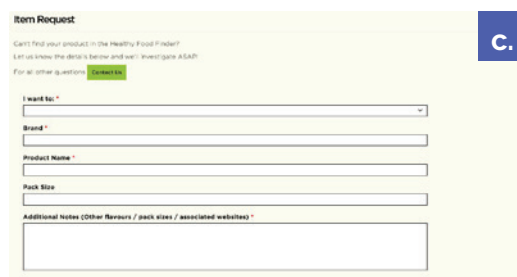 Item Request
C.
Can't find your product in the Healthy Food Finder?
Let us know the details below and we'll investigate ASAP!
For all other questions Contact Us
I want to: *
Brand *
Product Name *
Pack Size
Additional Notes (Other flavours / pack sizes / associated websites) *